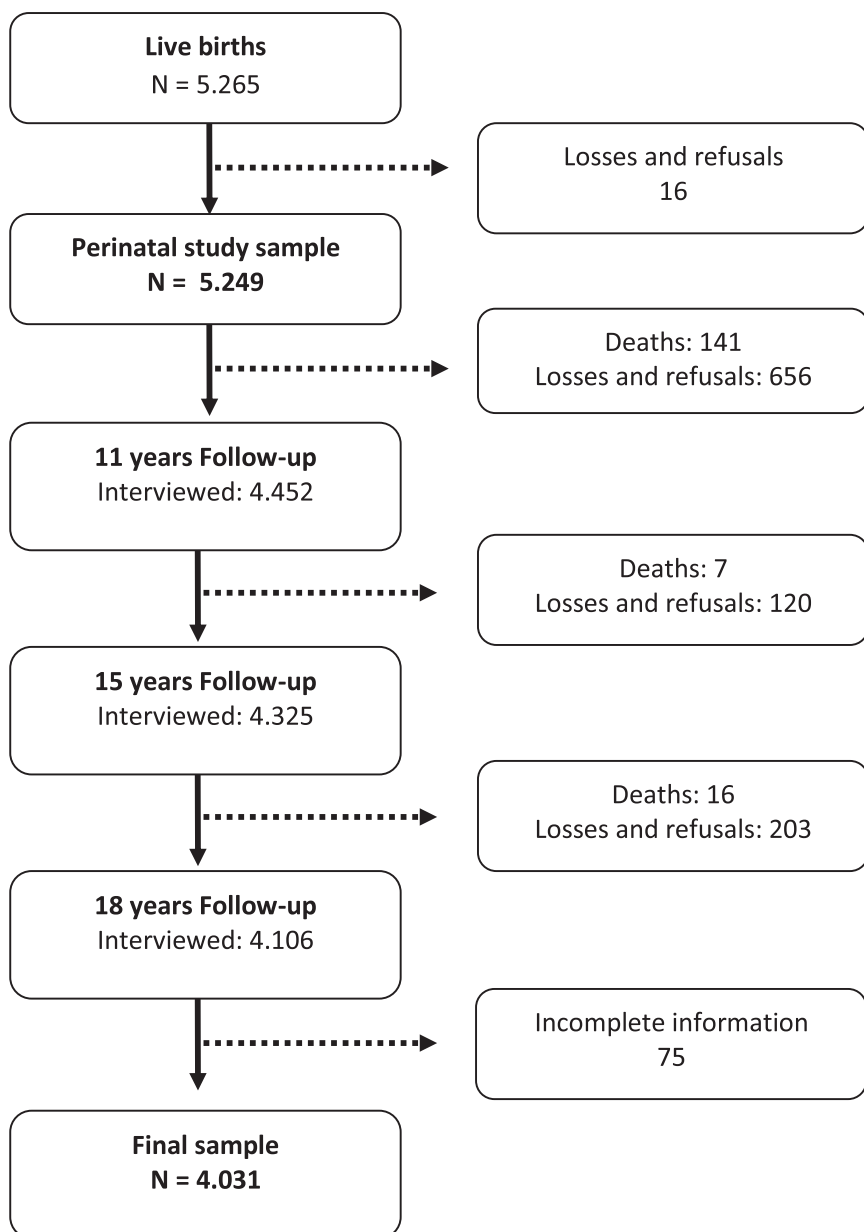 Live births
N = 5.265
Losses and refusals
16
Perinatal study sample
N = 5.249
Deaths: 141
Losses and refusals: 656
11 years Follow-up
Interviewed: 4.452
Deaths: 7
Losses and refusals: 120
15 years Follow-up
Interviewed: 4.325
Deaths: 16
Losses and refusals: 203
18 years Follow-up
Interviewed: 4.106
Incomplete information
75
Final sample
N = 4.031